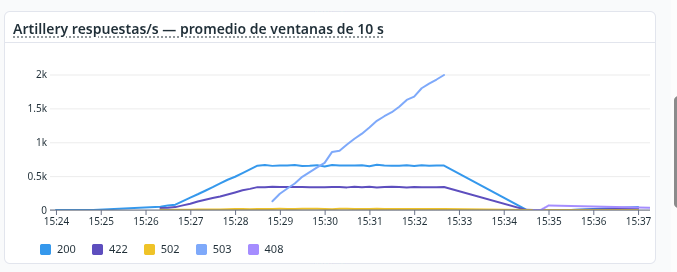 Artillery respuestas/s — promedio de ventanas de 10 s
2k
1.5k
1k
0.5k
0
15:24 15:25 15:26 15:27 15:28 15:29 15:30 15:31 15:32 15:33 15:34 15:35 15:36 15:37
200 422 502 503 408